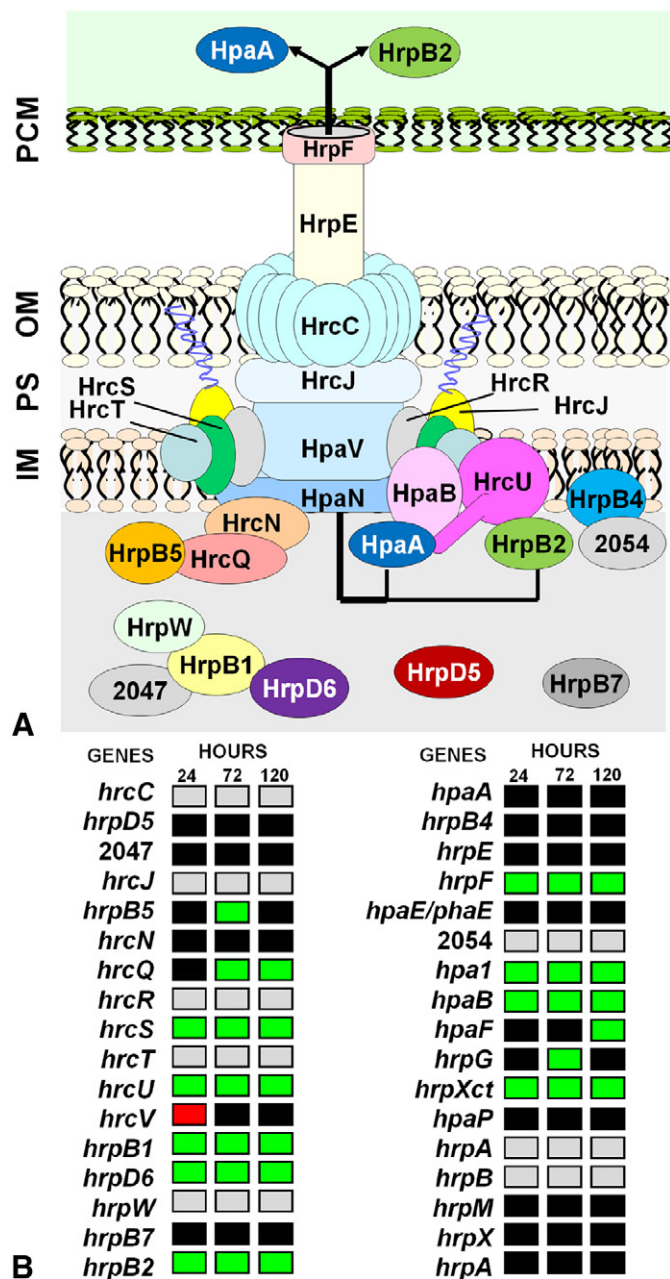 HpaA
HrpB2
PCM
HrpF
HrpE
OM
HrcC
HrcS
HrcT
HrcJ
HrcR
HrcJ
PS
HpaV
IM
HpaN
HpaB
HrcU
HrpB4
HrcN
HrpB5
HrcQ
HpaA
HrpB2
2054
HrpW
HrpB1
2047
HrpD6
HrpD5
HrpB7
A
GENES HOURS
24 72 120
hrcC
hrpD5
2047
hrcJ
hrpB5
hrcN
hrcQ
hrcR
hrcS
hrcT
hrcU
hrcV
hrpB1
hrpD6
hrpW
hrpB7
hrpB2
GENES HOURS
24 72 120
hpaA
hrpB4
hrpE
hrpF
hpaE/phaE
2054
hpa1
hpaB
hpaF
hrpG
hrpXct
hpaP
hrpA
hrpB
hrpM
hrpX
hrpA
B